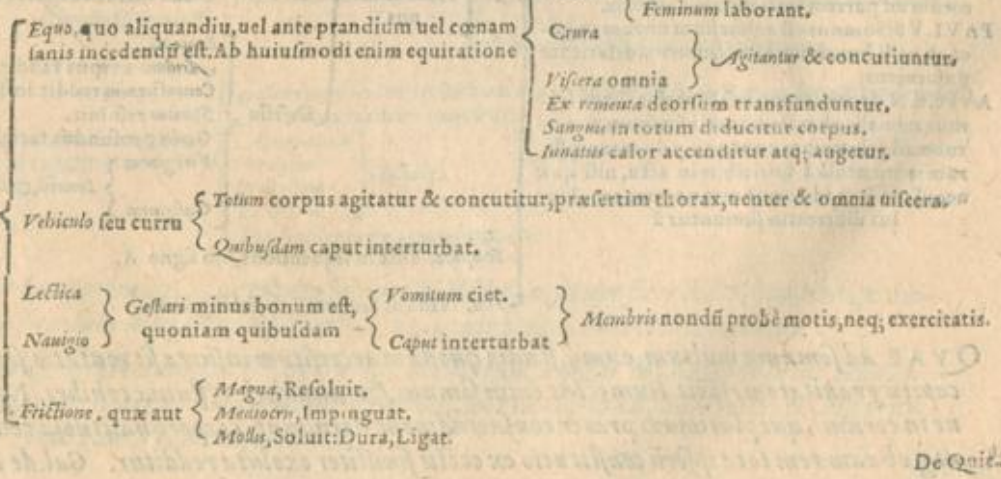 Feminum laborant.
Equo, quo aliquandiu, uel ante prandium uel cœnam
ianis incedendũ est. Ab huiusmodi enim equitatione
Crura
Agitantur & concutiuntur.
Viscera omnia
Ex deorsum transfunduntur.
Sanguis in totum diducitur corpus.
Innatus calor accenditur atq; augetur.
Vehiculo seu curru
Totum corpus agitatur & concutitur, præsertim thorax, uenter & omnia uiscera.
Quibusdam caput interturbat.
Lectica
Nauigio
Gestari minus bonum est,
quoniam quibusdam
Vomitum ciet.
Caput interturbat
Membris nondũ probè motis, neq; exercitatis.
Frictione, quæ aut
Magna, Resoluit.
Mediocris, Impinguat.
Mollis, Soluit: Dura, Ligat.
De Quie-